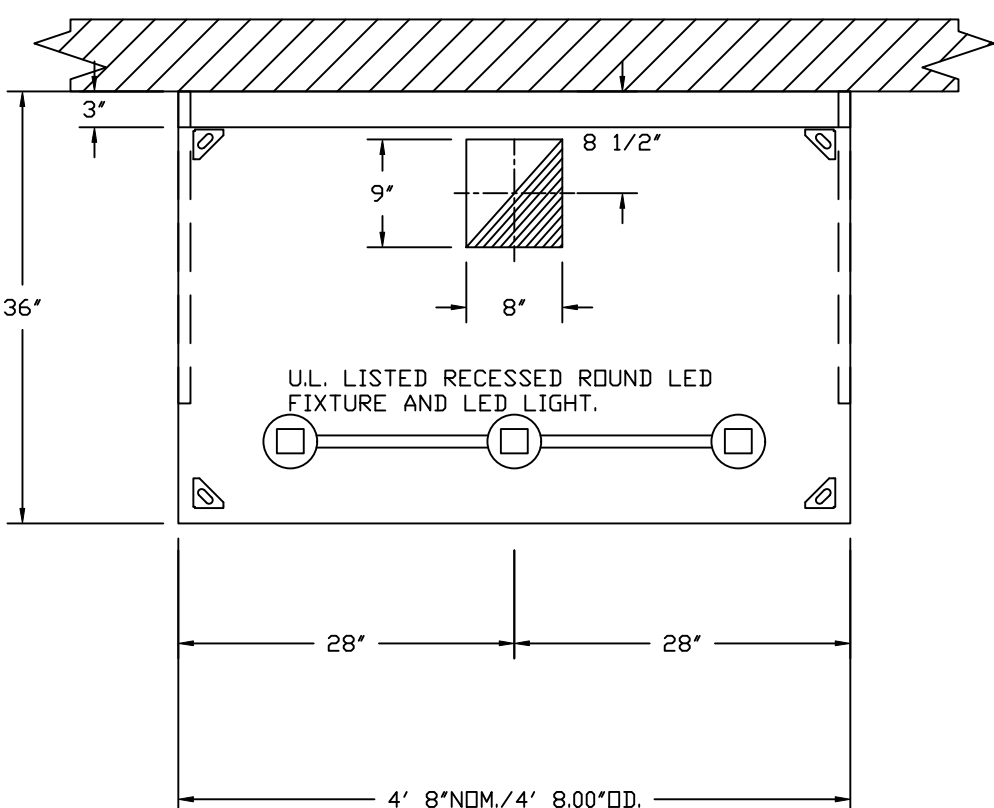 3"
8 1/2"
9"
36"
8"
U.L. LISTED RECESSED ROUND LED
FIXTURE AND LED LIGHT.
28"
28"
4' 8"NOM./4' 8.00"OD.